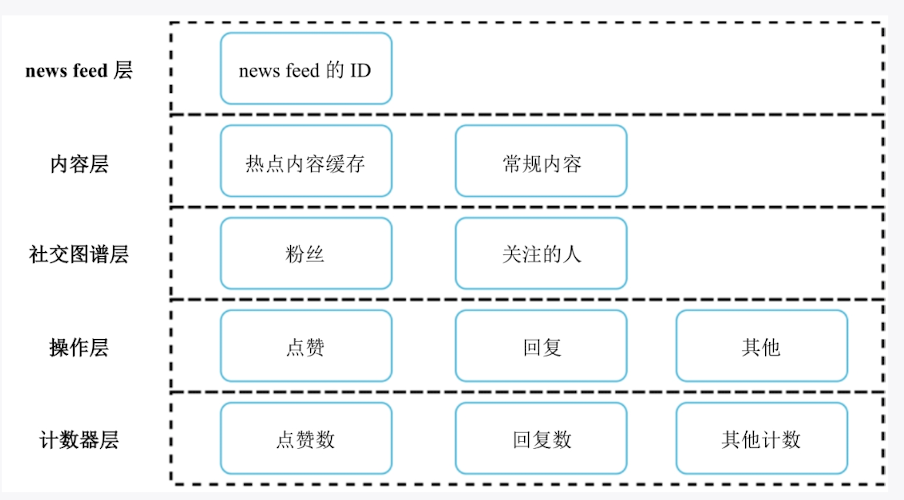 news feed 层
news feed 的 ID
内容层
热点内容缓存
常规内容
社交图谱层
粉丝
关注的人
操作层
点赞
回复
其他
计数器层
点赞数
回复数
其他计数